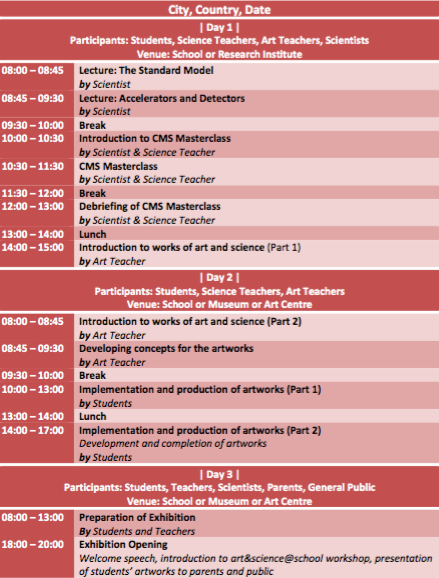 City, Country, Date
| Day 1 |
Participants: Students, Science Teachers, Art Teachers, Scientists
Venue: School or Research Institute
08:00 – 08:45 Lecture: The Standard Model
by Scientist
08:45 – 09:30 Lecture: Accelerators and Detectors
by Scientist
09:30 – 10:00 Break
10:00 – 10:30 Introduction to CMS Masterclass
by Scientist & Science Teacher
10:30 – 11:30 CMS Masterclass
by Scientist & Science Teacher
11:30 – 12:00 Break
12:00 – 13:00 Debriefing of CMS Masterclass
by Scientist & Science Teacher
13:00 – 14:00 Lunch
14:00 – 15:00 Introduction to works of art and science (Part 1)
by Art Teacher
| Day 2 |
Participants: Students, Science Teachers, Art Teachers
Venue: School or Museum or Art Centre
08:00 – 08:45 Introduction to works of art and science (Part 2)
by Art Teacher
08:45 – 09:30 Developing concepts for the artworks
by Art Teacher
09:30 – 10:00 Break
10:00 – 13:00 Implementation and production of artworks (Part 1)
by Students
13:00 – 14:00 Lunch
14:00 – 17:00 Implementation and production of artworks (Part 2)
Development and completion of artworks
by Students
| Day 3 |
Participants: Students, Teachers, Scientists, Parents, General Public
Venue: School or Museum or Art Centre
08:00 – 13:00 Preparation of Exhibition
By Students and Teachers
18:00 – 20:00 Exhibition Opening
Welcome speech, introduction to art&science@school workshop, presentation
of students' artworks to parents and public